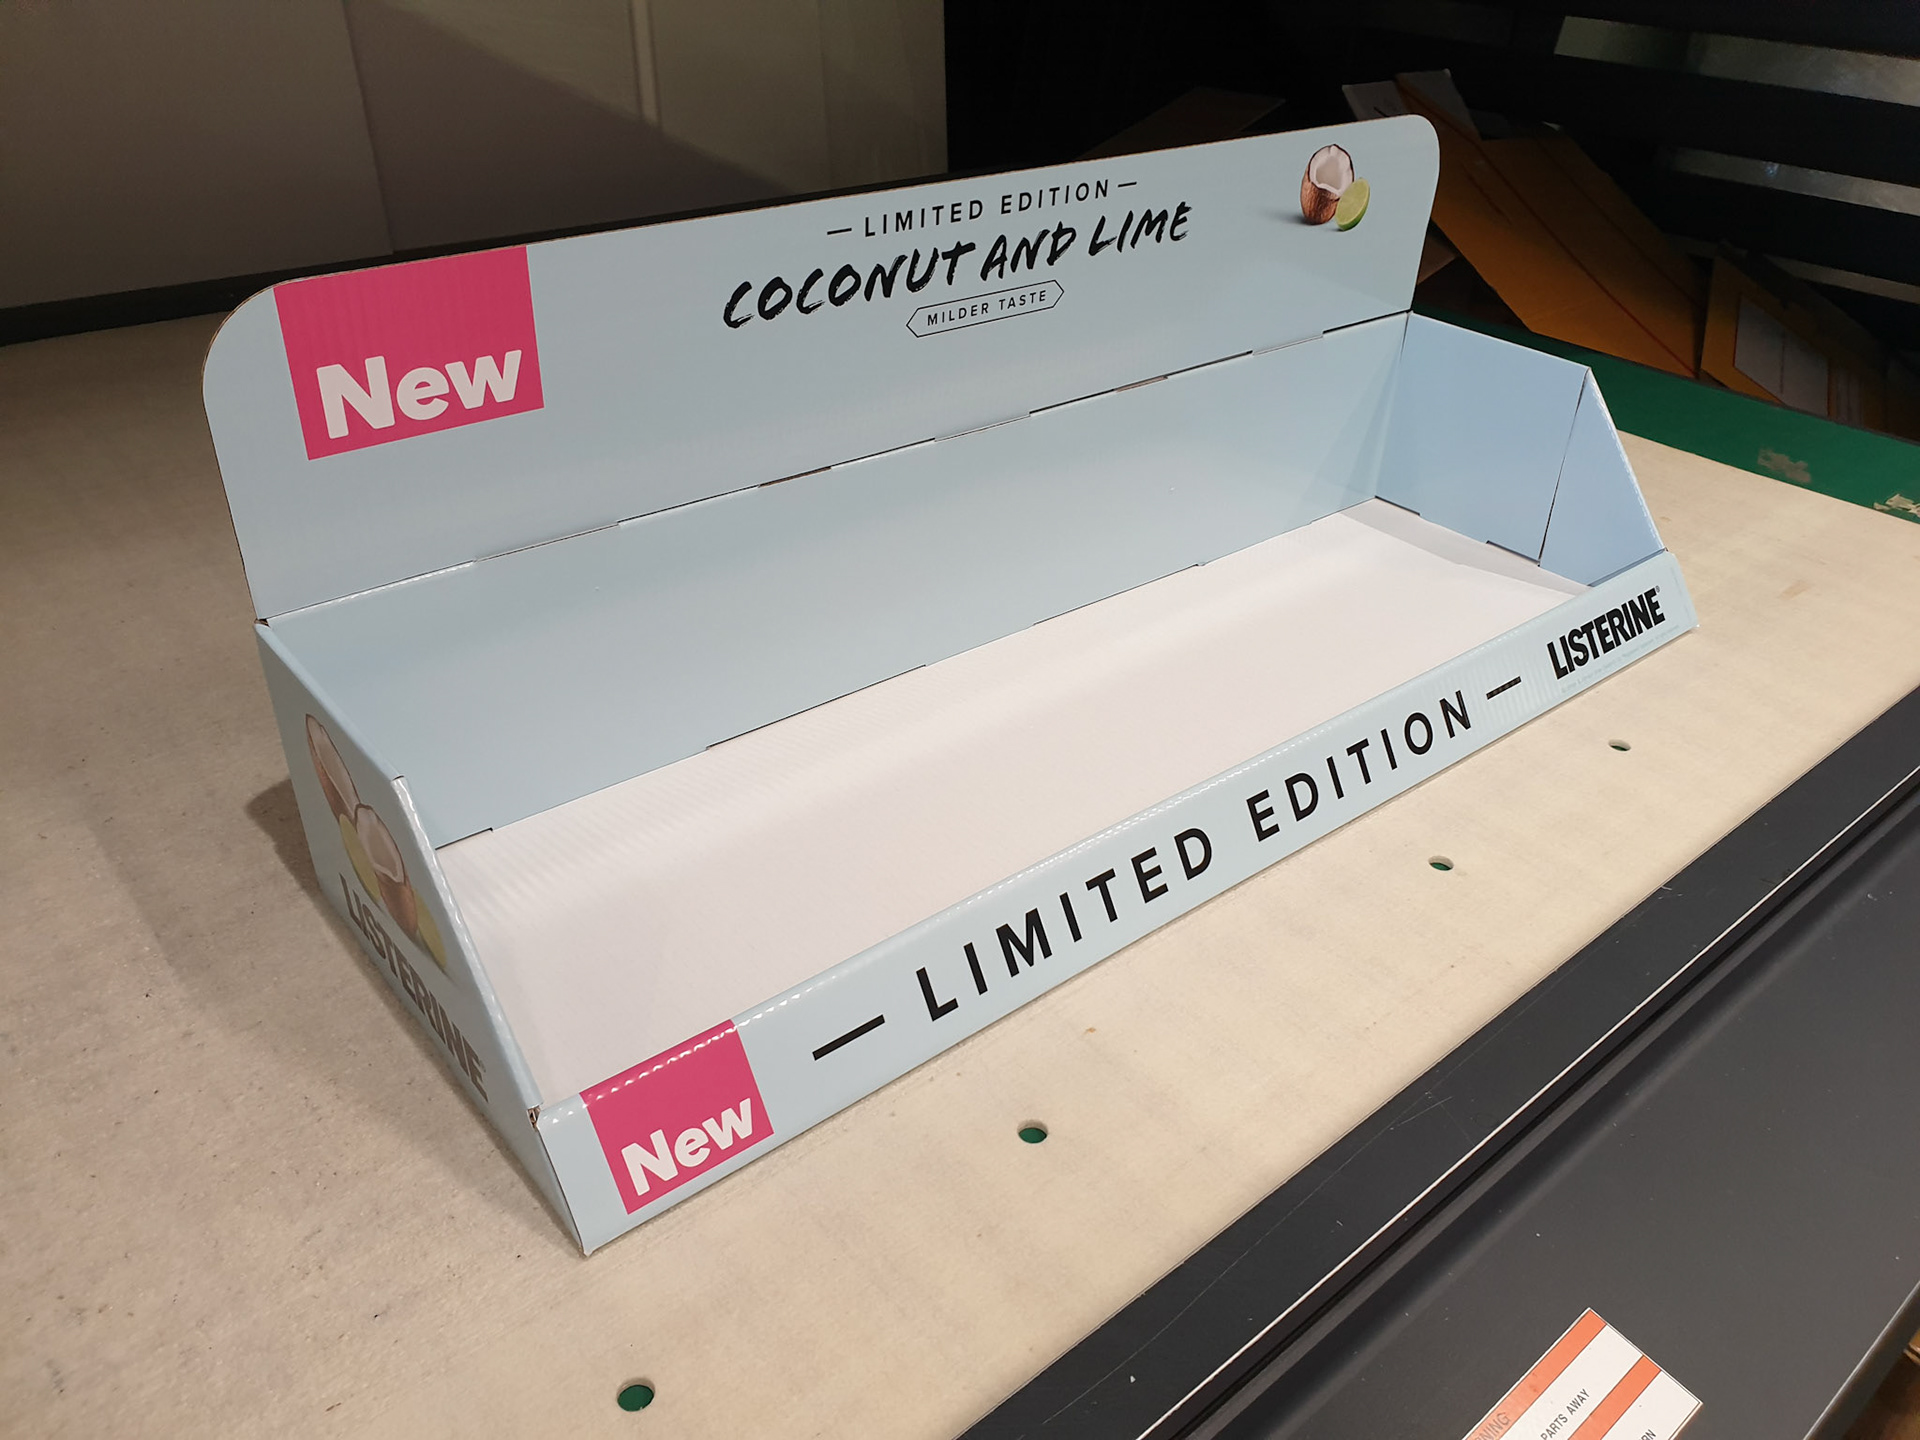 — LIMITED EDITION —
COCONUT AND LIME
MILDER TASTE
New
LISTERINE
New
— LIMITED EDITION —
LISTERINE®
PARTS AWAY